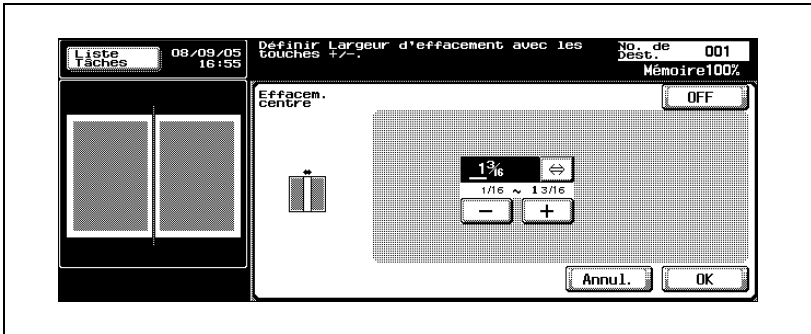 Liste
Tâches
08/09/05
16:55
Définir Largeur d'effacement avec les
touches +/-.
No. de
Dest.
001
Mémoire100%
Effacem.
centre
OFF
1 3/16
1/16 ~ 1 3/16
− +
Annul. OK